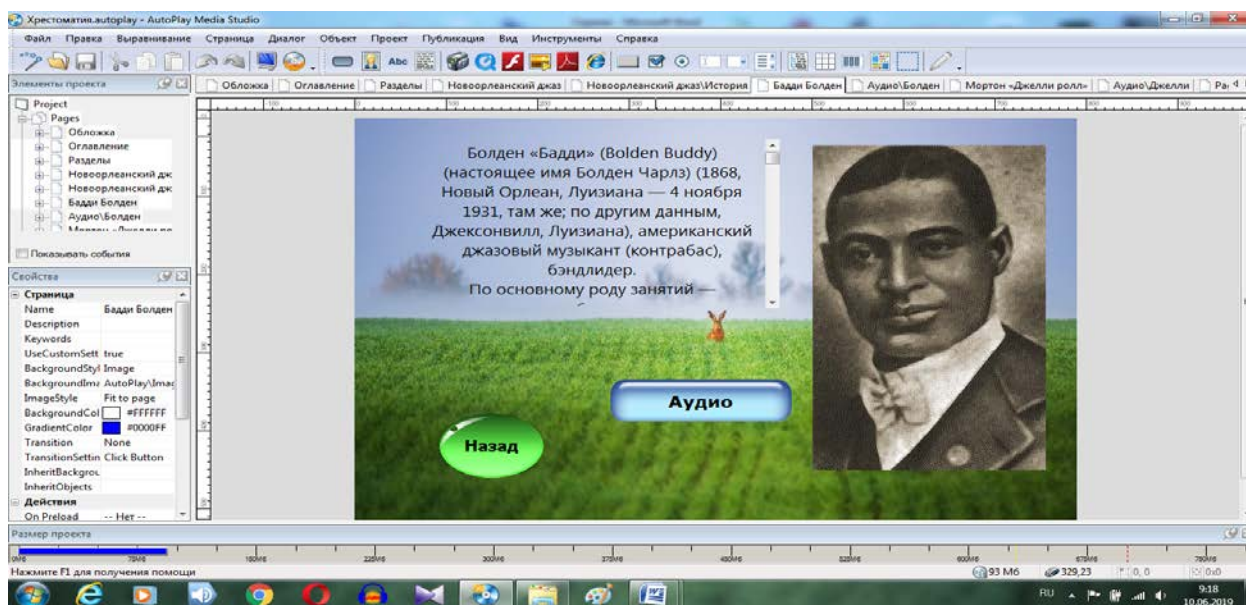 Хрестоматия.autoplay - AutoPlay Media Studio
Файл Правка Выравнивание Страница Диалог Объект Проект Публикация Вид Инструменты Справка
Abc
Элементы проекта
Обложка Оглавление Разделы Новоорлеанский джаз Новоорлеанский джаз\История Бадди Болден Аудио\Болден Мортон «Джелли ролл» Аудио\Джелли
Project
Pages
Обложка
Оглавление
Разделы
Новоорлеанский дж
Новоорлеанский дж
Бадди Болден
Аудио\Болден
Показывать события
Свойства
Страница
Name Бадди Болден
Description
Keywords
UseCustomSett true
BackgroundStyl Image
BackgroundIma AutoPlay\Imag
ImageStyle Fit to page
BackgroundCol #FFFFFF
GradientColor #0000FF
Transition None
TransitionSettin Click Button
InheritBackgrou
InheritObjects
Действия
On Preload -- Нет --
Болден «Бадди» (Bolden Buddy)
(настоящее имя Болден Чарлз) (1868,
Новый Орлеан, Луизиана — 4 ноября
1931, там же; по другим данным,
Джексонвилл, Луизиана), американский
джазовый музыкант (контрабас),
бэндлидер.
По основному роду занятий —
Аудио
Назад
Размер проекта
Нажмите F1 для получения помощи
93 Мб 329,23 0, 0 0x0
RU 9:18
10.06.2019